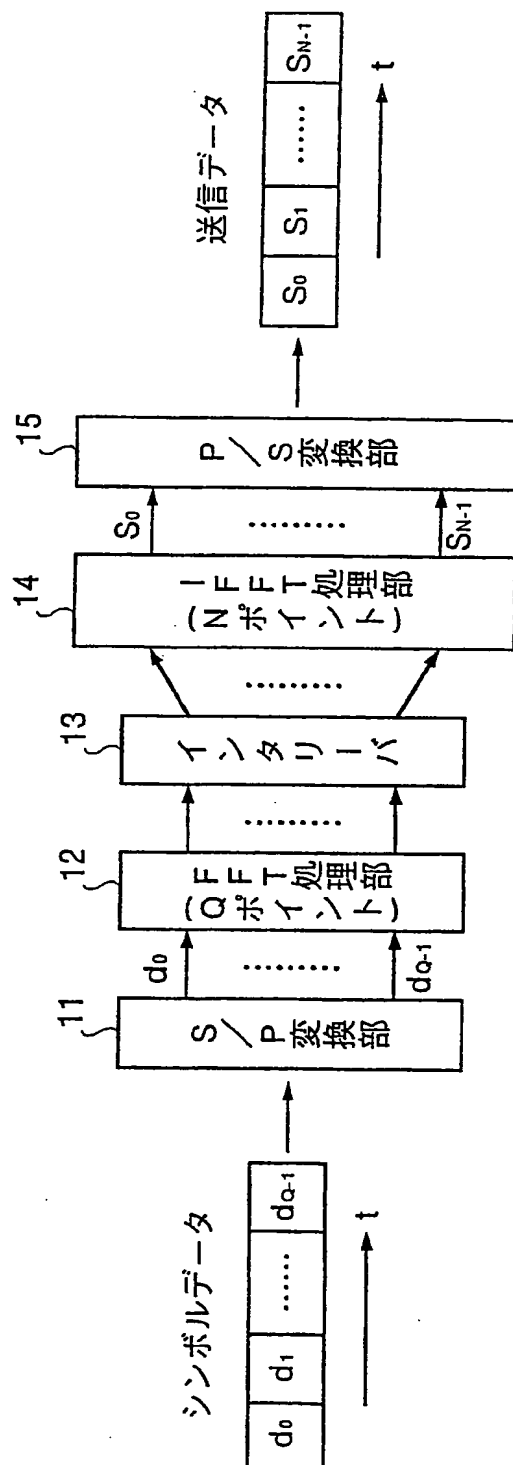 シンボルデータ
d0 d1 ...... dQ-1
t
11
S/P変換部
d0
.........
dQ-1
12
FFT処理部
(Qポイント)
.........
13
インタリーバ
.........
14
IFFT処理部
(Nポイント)
S0
.........
SN-1
15
P/S変換部
送信データ
S0 S1 ...... SN-1
t